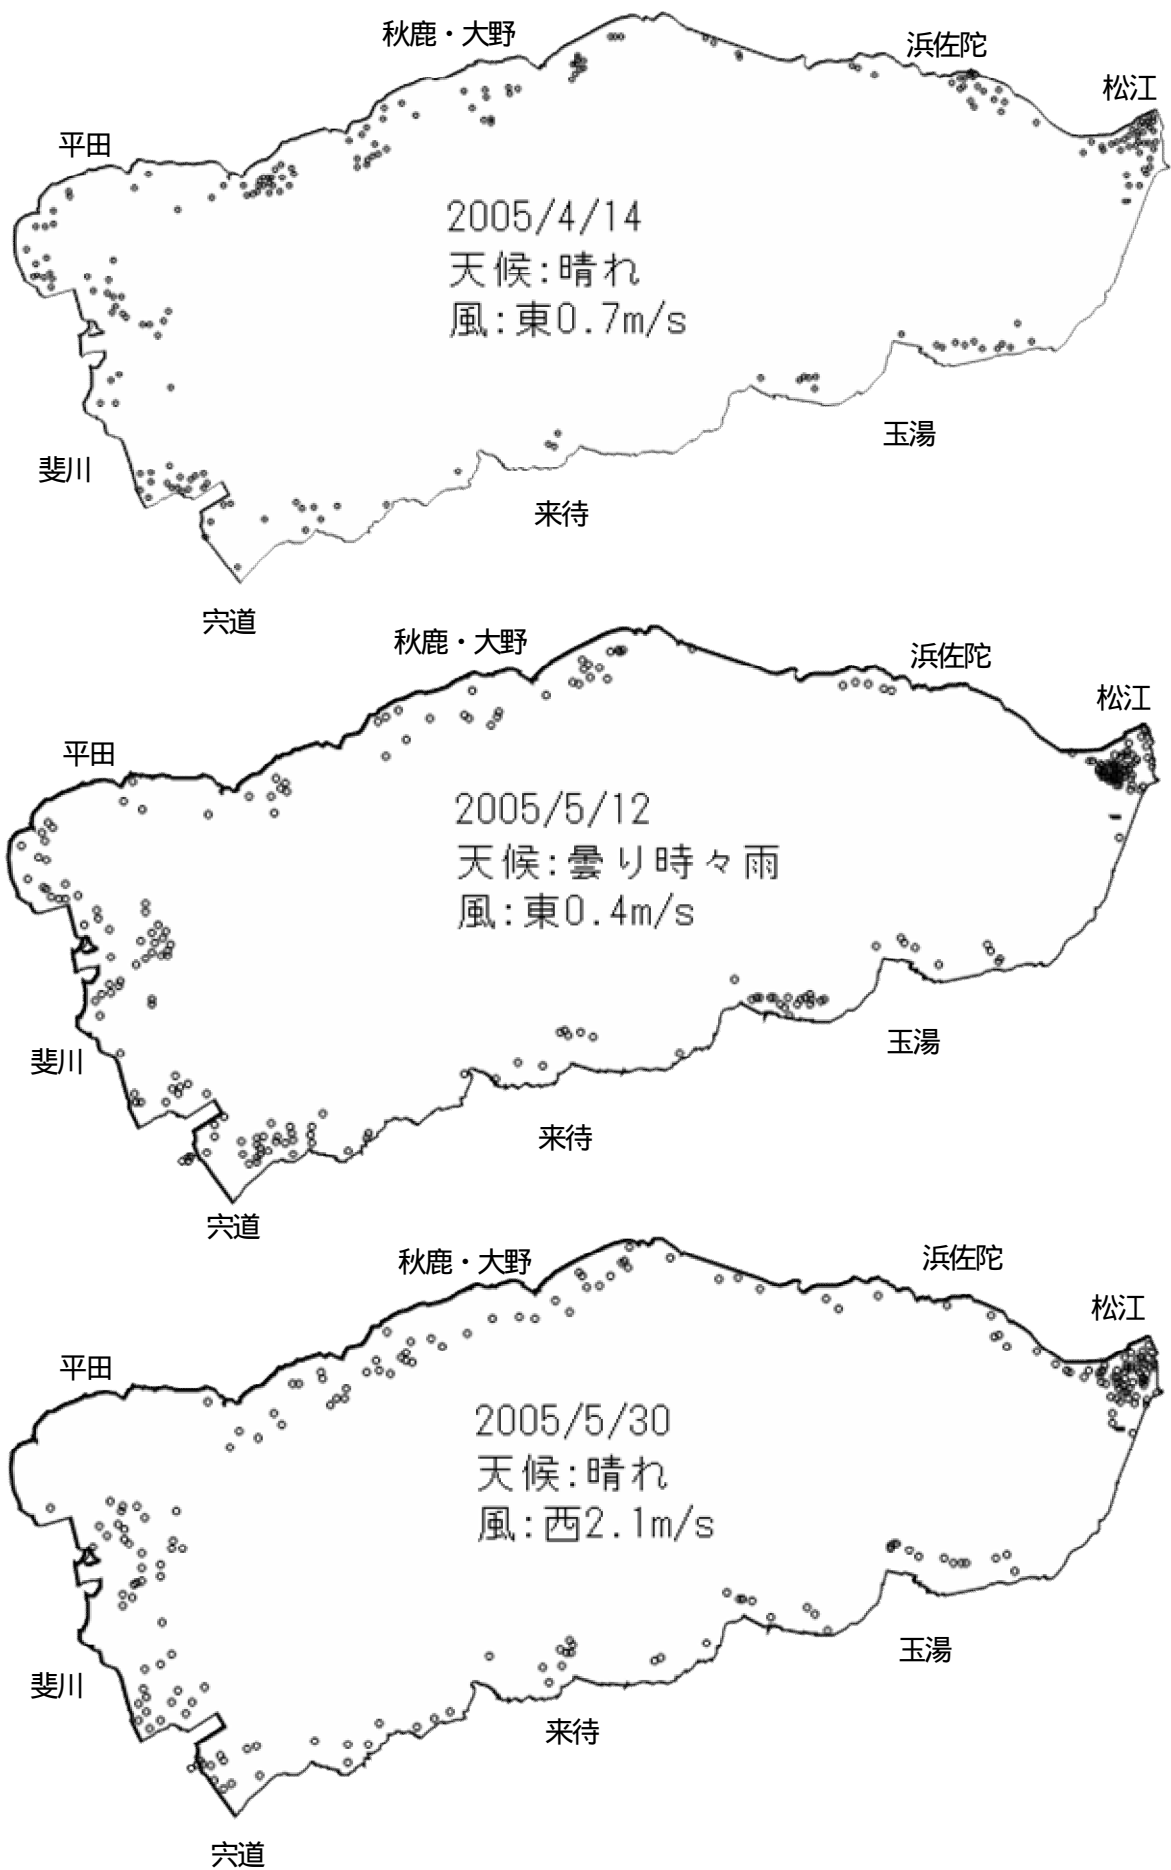 秋鹿・大野
浜佐陀
松江
平田
2005/4/14
天候:晴れ
風:東0.7m/s
玉湯
斐川
来待
宍道
秋鹿・大野
浜佐陀
松江
平田
2005/5/12
天候:曇り時々雨
風:東0.4m/s
玉湯
斐川
来待
宍道
秋鹿・大野
浜佐陀
松江
平田
2005/5/30
天候:晴れ
風:西2.1m/s
玉湯
斐川
来待
宍道